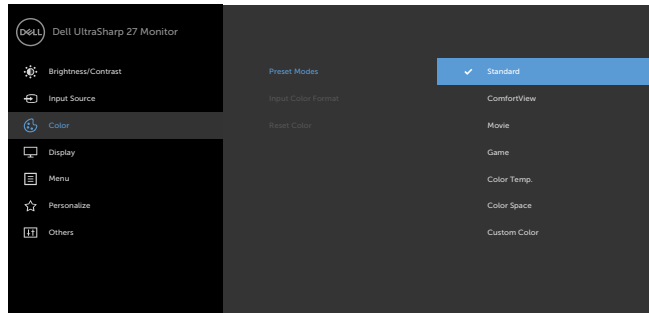 DELL
Dell UltraSharp 27 Monitor
Brightness/Contrast
Input Source
Color
Display
Menu
Personalize
Others
Preset Modes
Input Color Format
Reset Color
Standard
ComfortView
Movie
Game
Color Temp.
Color Space
Custom Color